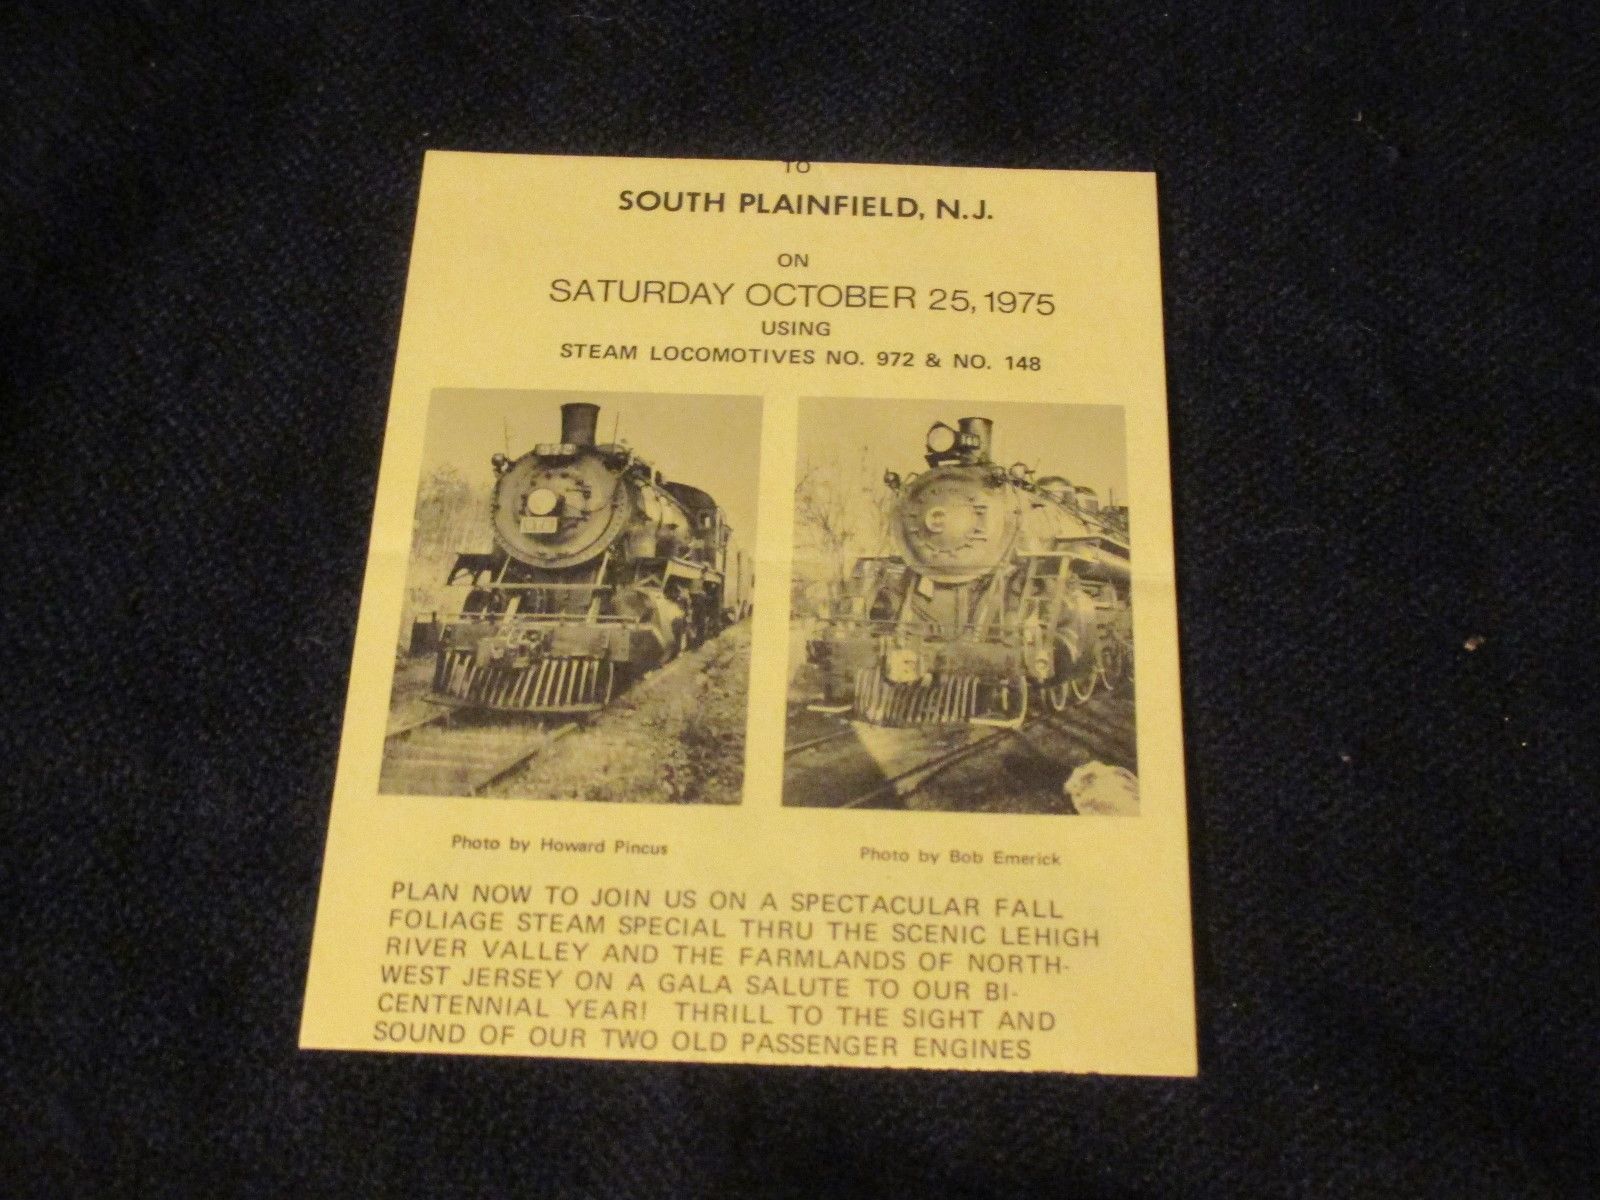 TO
SOUTH PLAINFIELD, N.J.
ON
SATURDAY OCTOBER 25, 1975
USING
STEAM LOCOMOTIVES NO. 972 & NO. 148
148
Photo by Howard Pincus
Photo by Bob Emerick
PLAN NOW TO JOIN US ON A SPECTACULAR FALL
FOLIAGE STEAM SPECIAL THRU THE SCENIC LEHIGH
RIVER VALLEY AND THE FARMLANDS OF NORTH-
WEST JERSEY ON A GALA SALUTE TO OUR BI-
CENTENNIAL YEAR! THRILL TO THE SIGHT AND
SOUND OF OUR TWO OLD PASSENGER ENGINES